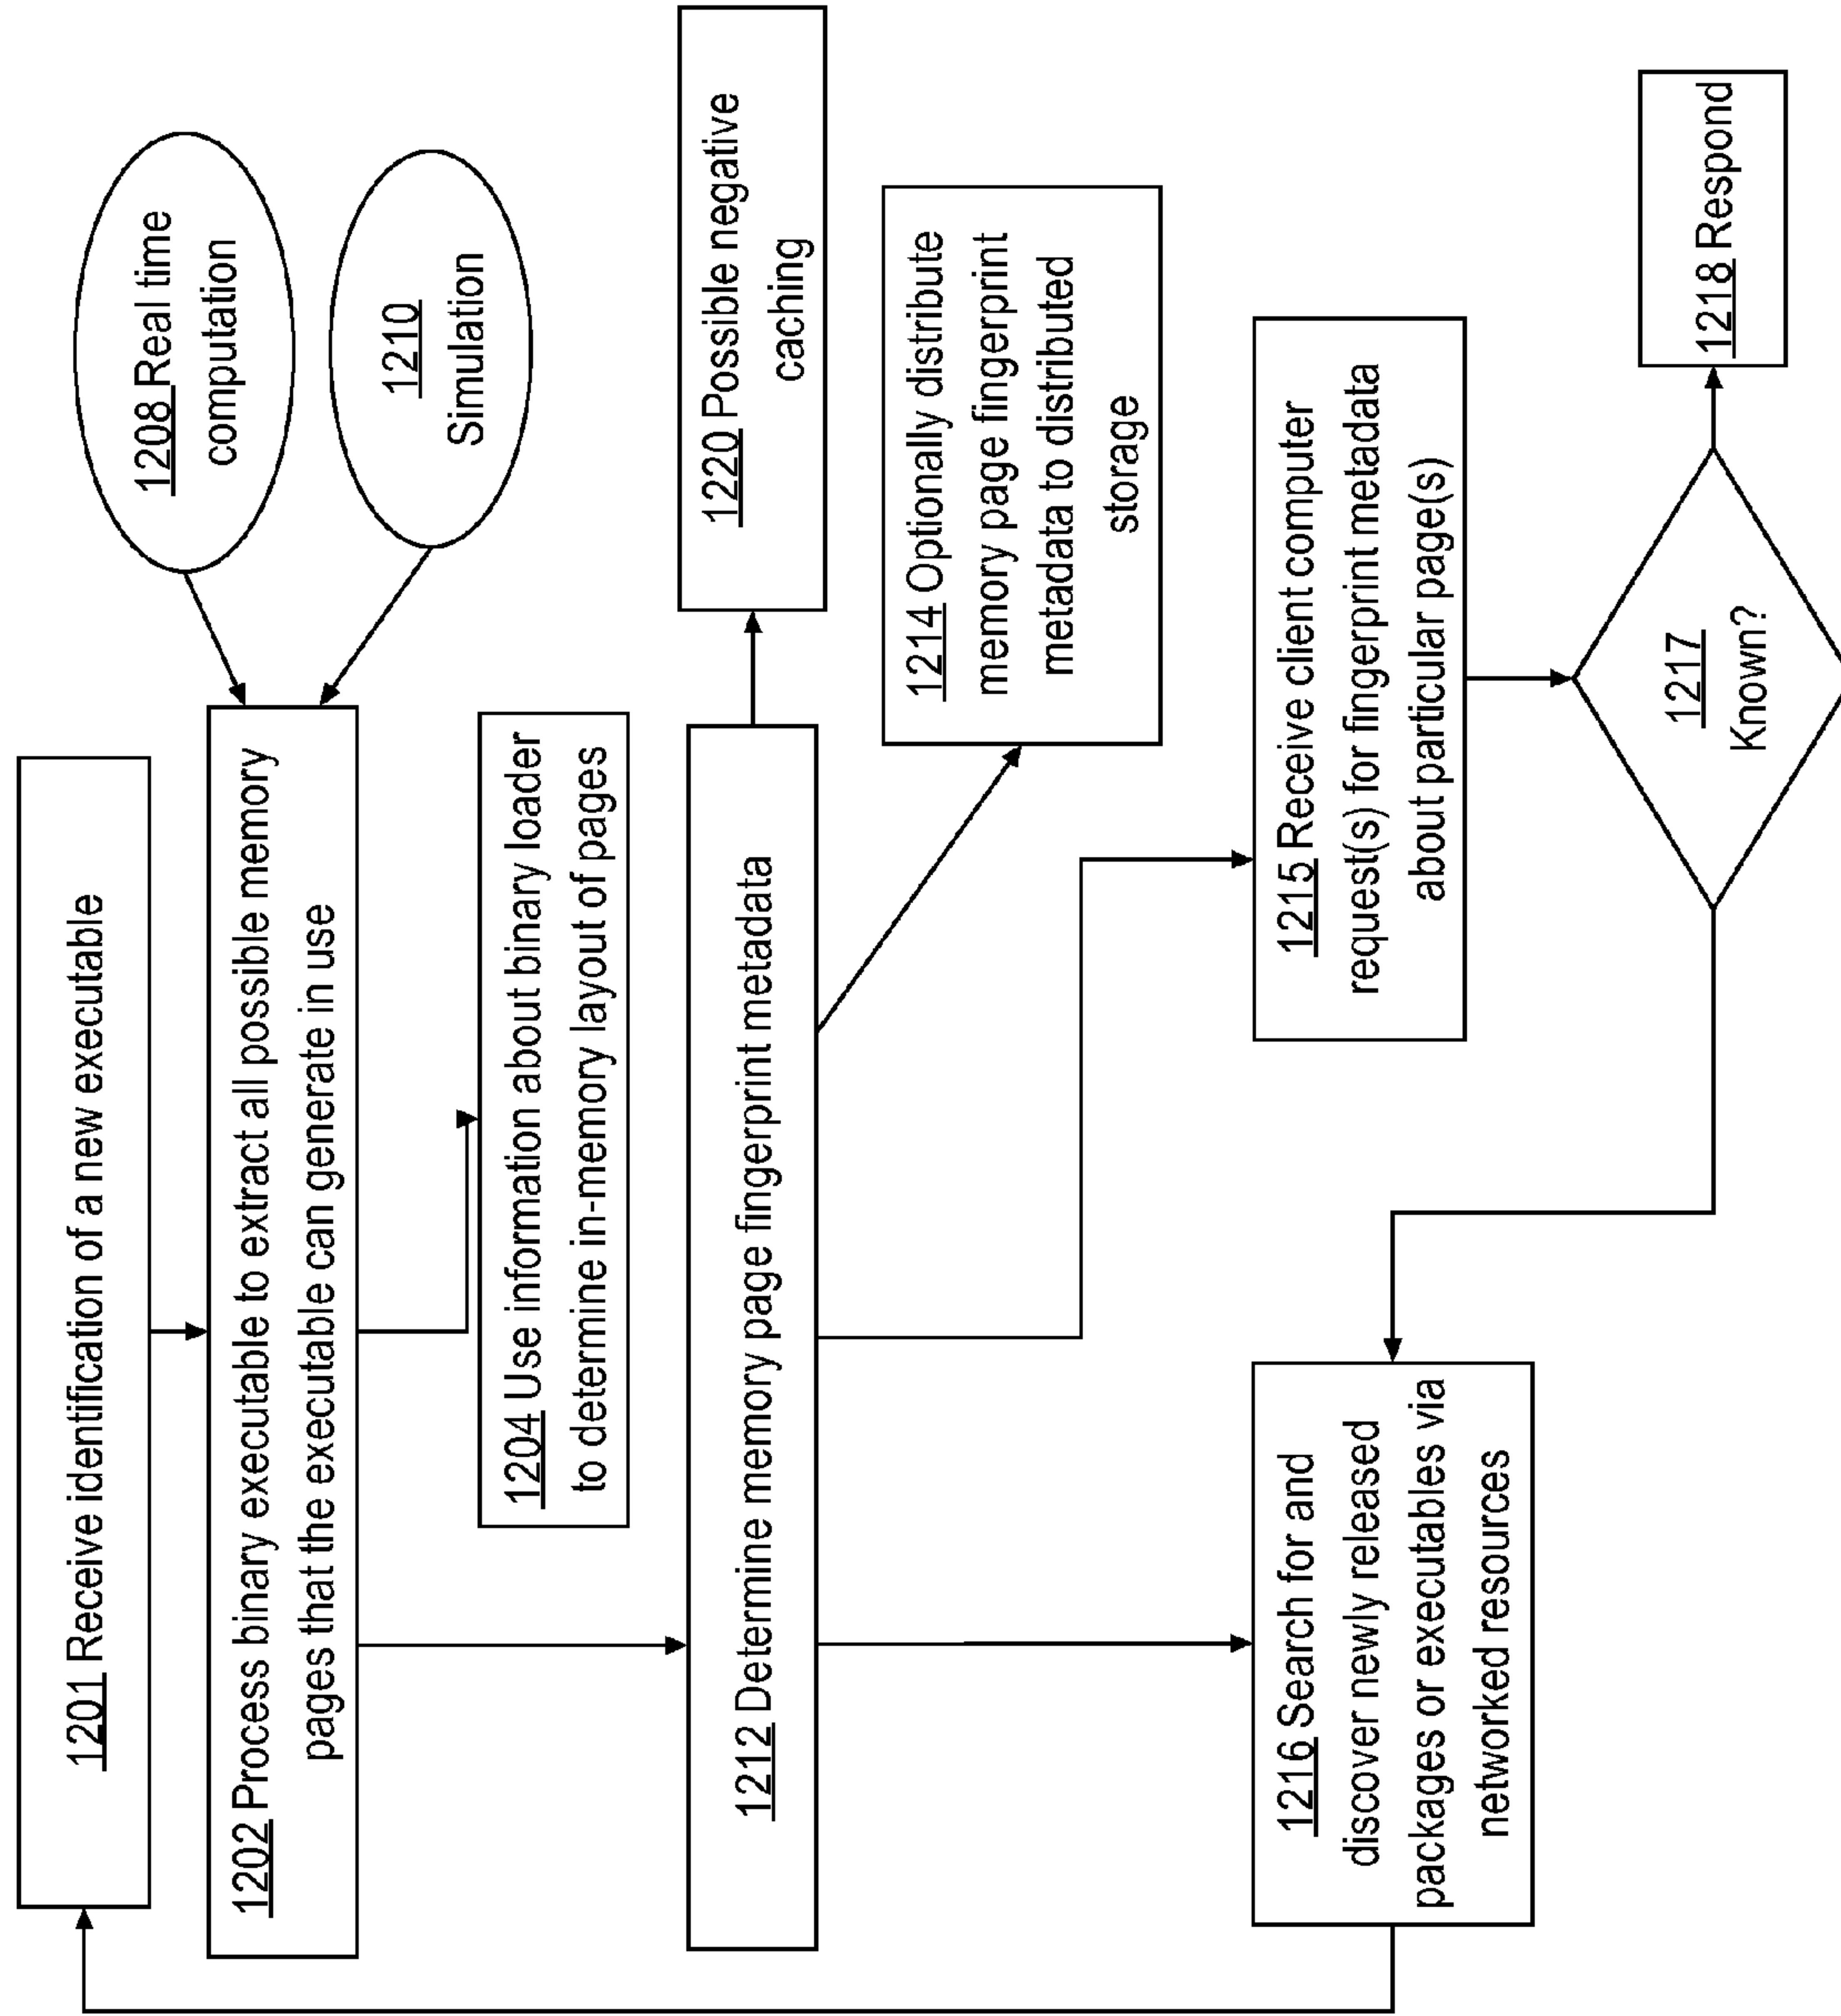 1201 Receive identification of a new executable
1208 Real time
computation
1202 Process binary executable to extract all possible memory
pages that the executable can generate in use
1210
Simulation
1204 Use information about binary loader
to determine in-memory layout of pages
1220 Possible negative
caching
1212 Determine memory page fingerprint metadata
1214 Optionally distribute
memory page fingerprint
metadata to distributed
storage
1216 Search for and
discover newly released
packages or executables via
networked resources
1215 Receive client computer
request(s) for fingerprint metadata
about particular page(s)
1217
Known?
1218 Respond